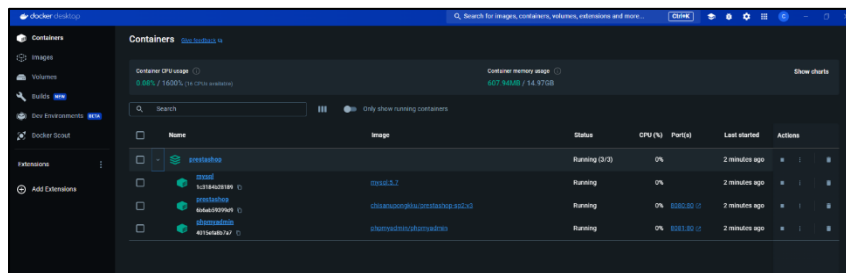 docker desktop
Search for images, containers, volumes, extensions and more...
Ctrl+K
C
Containers
Images
Volumes
Builds NEW
Dev Environments BETA
Docker Scout
Extensions
Add Extensions
Containers Give feedback
Container CPU usage
0.00% / 1600% (16 CPUs available)
Container memory usage
607.94MB / 14.97GB
Show charts
Search
Only show running containers
Name Image Status CPU (%) Port(s) Last started Actions
prestashop Running (3/3) 0% 2 minutes ago
mysql
mysql:5.7 Running 0% 2 minutes ago
prestashop
Running 0% 8080:80 2 minutes ago
phpmyadmin
phpmyadmin/phpmyadmin Running 0% 8081:80 2 minutes ago